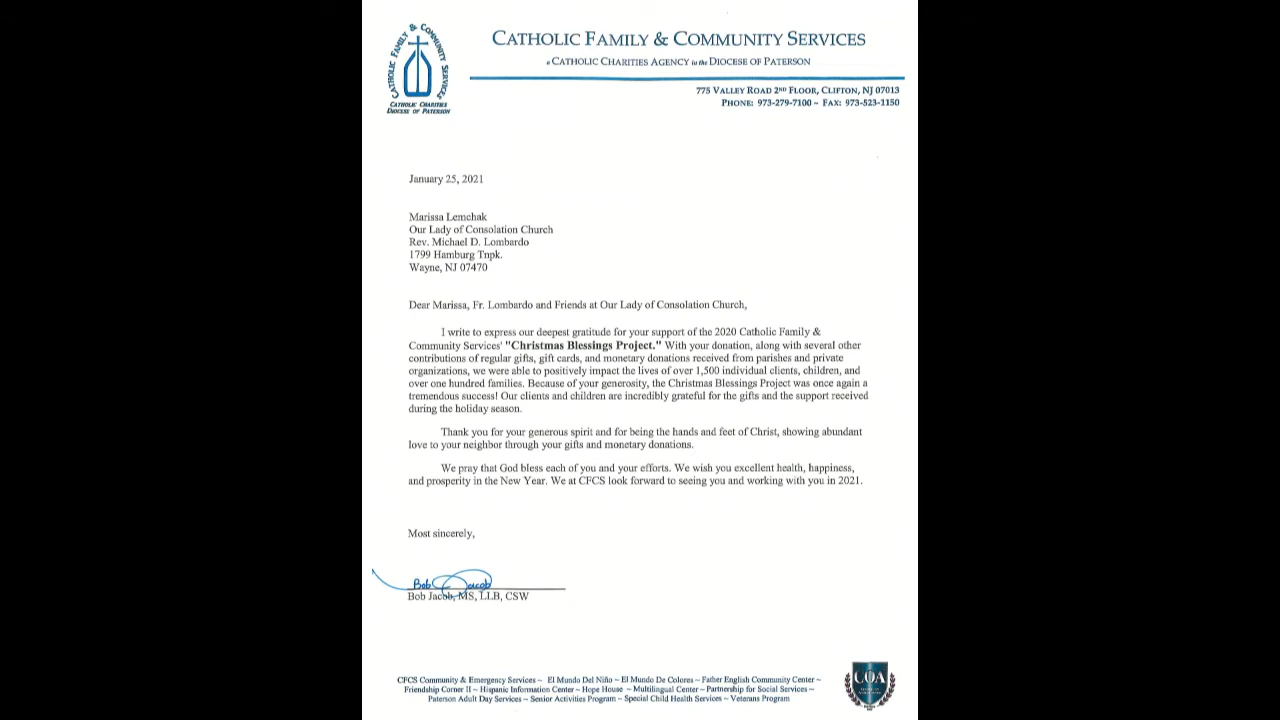 CATHOLIC FAMILY & COMMUNITY SERVICES
CATHOLIC CHARITIES
DIOCESE OF PATERSON
CATHOLIC FAMILY & COMMUNITY SERVICES
a CATHOLIC CHARITIES AGENCY in the DIOCESE OF PATERSON
775 VALLEY ROAD 2ND FLOOR, CLIFTON, NJ 07013
PHONE: 973-279-7100 ~ FAX: 973-523-1150
January 25, 2021
Marissa Lemchak
Our Lady of Consolation Church
Rev. Michael D. Lombardo
1799 Hamburg Tnpk.
Wayne, NJ 07470
Dear Marissa, Fr. Lombardo and Friends at Our Lady of Consolation Church,
I write to express our deepest gratitude for your support of the 2020 Catholic Family &
Community Services' "Christmas Blessings Project." With your donation, along with several other
contributions of regular gifts, gift cards, and monetary donations received from parishes and private
organizations, we were able to positively impact the lives of over 1,500 individual clients, children, and
over one hundred families. Because of your generosity, the Christmas Blessings Project was once again a
tremendous success! Our clients and children are incredibly grateful for the gifts and the support received
during the holiday season.
Thank you for your generous spirit and for being the hands and feet of Christ, showing abundant
love to your neighbor through your gifts and monetary donations.
We pray that God bless each of you and your efforts. We wish you excellent health, happiness,
and prosperity in the New Year. We at CFCS look forward to seeing you and working with you in 2021.
Most sincerely,
Bob Jacob
Bob Jacob, MS, LLB, CSW
CFCS Community & Emergency Services ~ El Mundo Del Niño ~ El Mundo De Colores ~ Father English Community Center ~
Friendship Corner II ~ Hispanic Information Center ~ Hope House ~ Multilingual Center ~ Partnership for Social Services ~
Paterson Adult Day Services ~ Senior Activities Program ~ Special Child Health Services ~ Veterans Program
COA